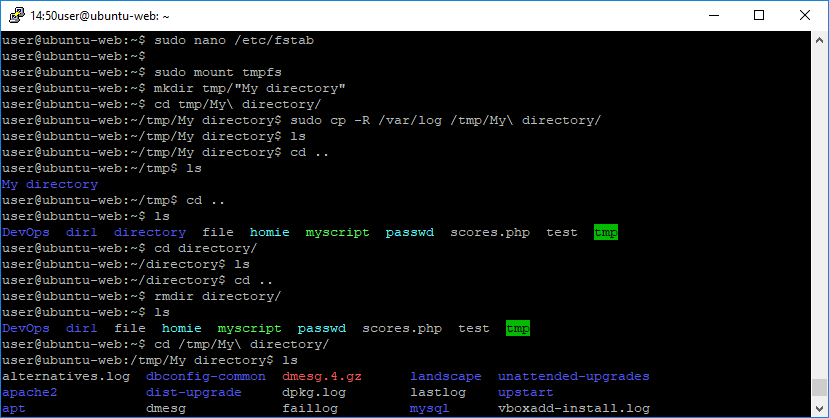 14:50user@ubuntu-web: ~
user@ubuntu-web:~$ sudo nano /etc/fstab
user@ubuntu-web:~$
user@ubuntu-web:~$ sudo mount tmpfs
user@ubuntu-web:~$ mkdir tmp/"My directory"
user@ubuntu-web:~$ cd tmp/My\ directory/
user@ubuntu-web:~/tmp/My directory$ sudo cp -R /var/log /tmp/My\ directory/
user@ubuntu-web:~/tmp/My directory$ ls
user@ubuntu-web:~/tmp/My directory$ cd ..
user@ubuntu-web:~/tmp$ ls
My directory
user@ubuntu-web:~/tmp$ cd ..
user@ubuntu-web:~$ ls
DevOps  dir1  directory  file  homie  myscript  passwd  scores.php  test  tmp
user@ubuntu-web:~$ cd directory/
user@ubuntu-web:~/directory$ ls
user@ubuntu-web:~/directory$ cd ..
user@ubuntu-web:~$ rmdir directory/
user@ubuntu-web:~$ ls
DevOps  dir1  file  homie  myscript  passwd  scores.php  test  tmp
user@ubuntu-web:~$ cd /tmp/My\ directory/
user@ubuntu-web:/tmp/My directory$ ls
alternatives.log  dbconfig-common  dmesg.4.gz      landscape  unattended-upgrades
apache2           dist-upgrade     dpkg.log        lastlog    upstart
apt               dmesg            faillog         mysql      vboxadd-install.log